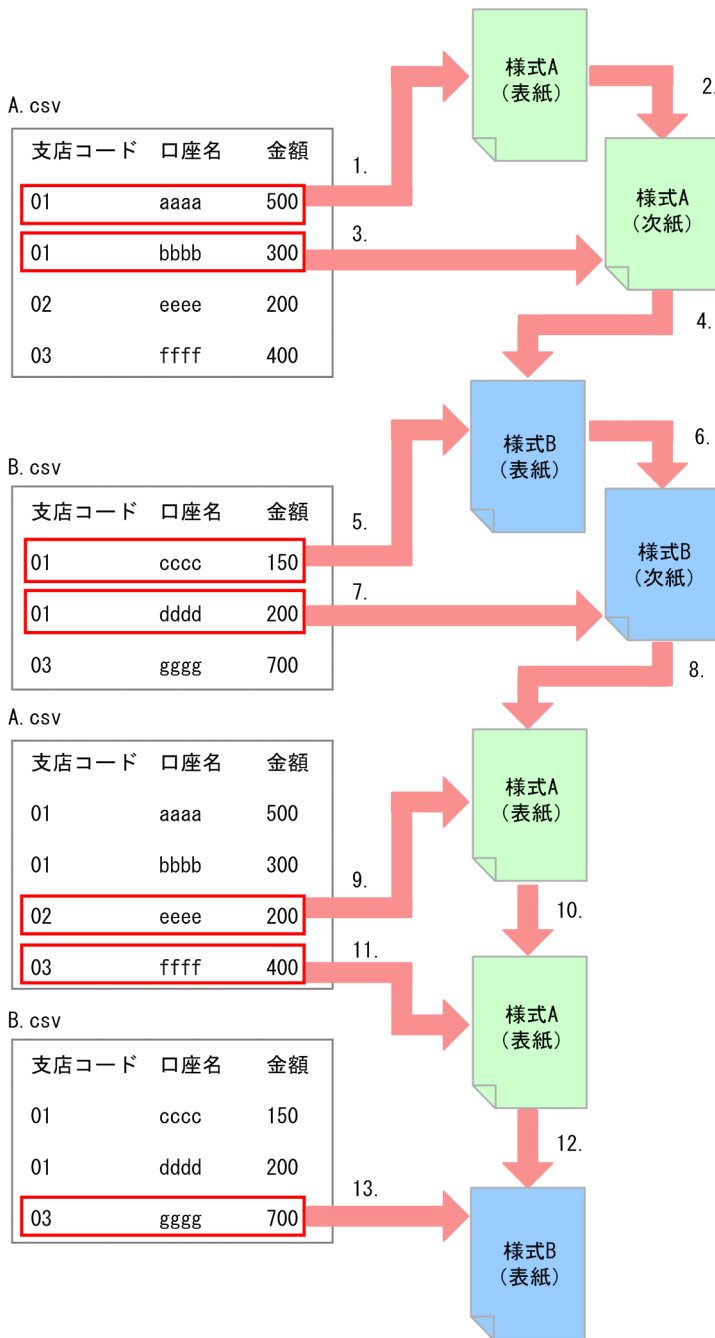 様式A
(表紙)
2.
A.csv
支店コード 口座名 金額
1.
01 aaaa 500
様式A
(次紙)
3.
01 bbbb 300
02 eeee 200
4.
03 ffff 400
様式B
(表紙)
6.
B.csv
支店コード 口座名 金額
5.
01 cccc 150
様式B
(次紙)
7.
01 dddd 200
03 gggg 700
8.
A.csv
支店コード 口座名 金額
様式A
(表紙)
01 aaaa 500
01 bbbb 300
9.
02 eeee 200
10.
11.
03 ffff 400
様式A
(表紙)
B.csv
支店コード 口座名 金額
01 cccc 150
12.
01 dddd 200
13.
03 gggg 700
様式B
(表紙)